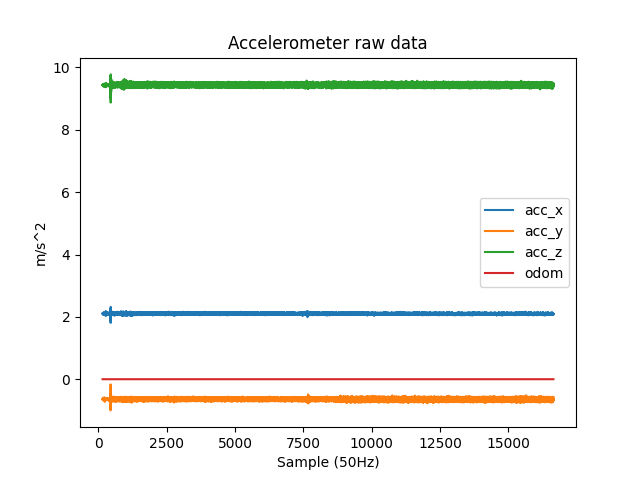 Accelerometer raw data
10
8
6
4
2
0
m/s^2
acc_x
acc_y
acc_z
odom
0 2500 5000 7500 10000 12500 15000
Sample (50Hz)